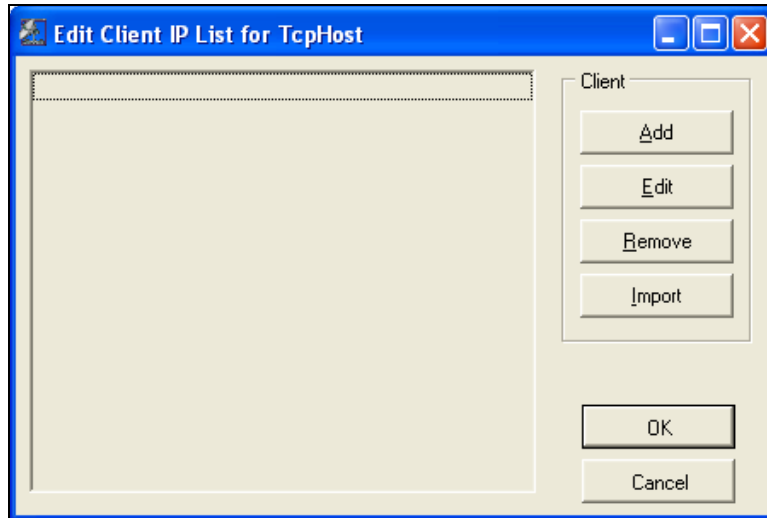 Edit Client IP List for TcpHost
Client
Add
Edit
Remove
Import
OK
Cancel